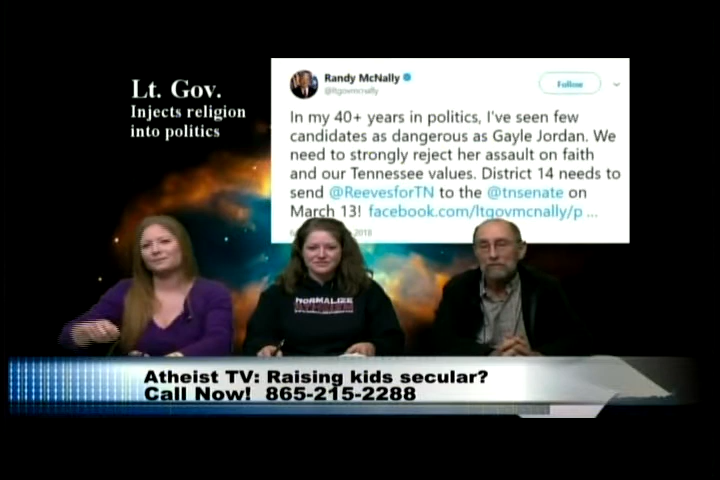 Lt. Gov.
Injects religion
into politics
Randy McNally
@ltgovmcnally
Follow
In my 40+ years in politics, I've seen few
candidates as dangerous as Gayle Jordan. We
need to strongly reject her assault on faith
and our Tennessee values. District 14 needs to
send @ReevesforTN to the @tnsenate on
March 13! facebook.com/ltgovmcnally/p ...
2018
NORMALIZE
Atheist TV: Raising kids secular?
Call Now! 865-215-2288